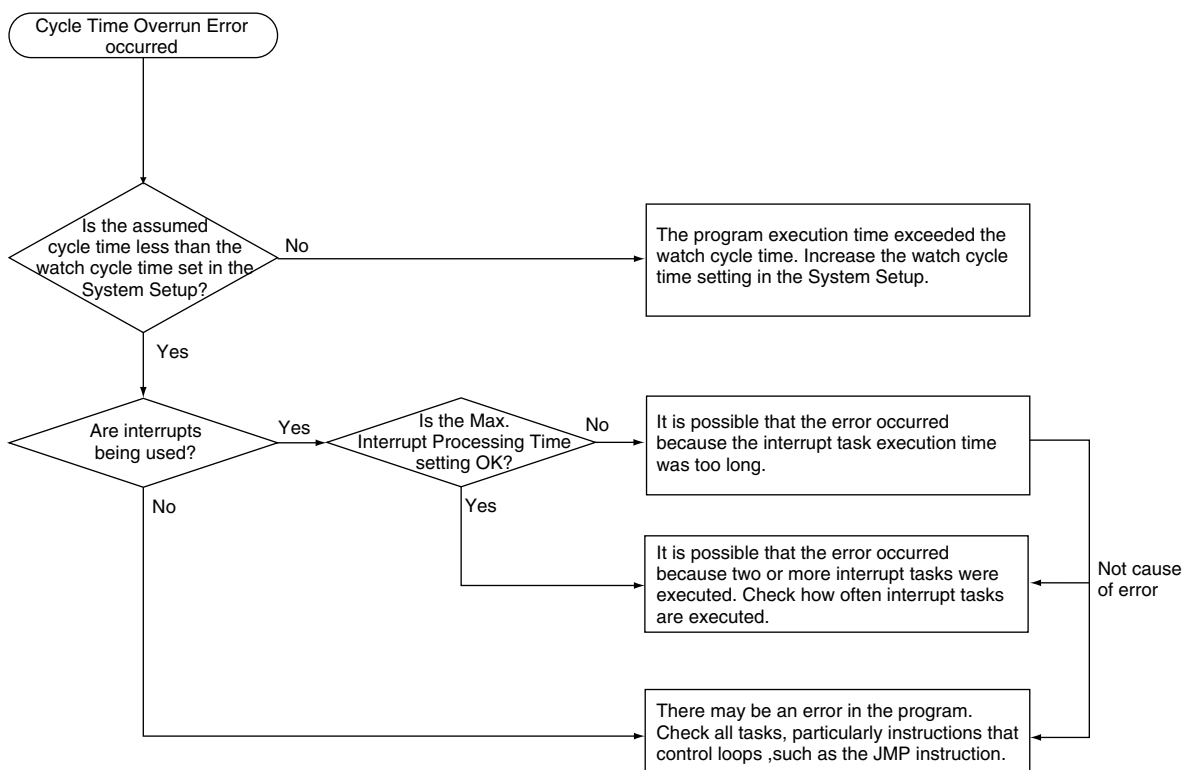 Cycle Time Overrun Error
occurred
Is the assumed
cycle time less than the
watch cycle time set in the
System Setup?
No
The program execution time exceeded the
watch cycle time. Increase the watch cycle
time setting in the System Setup.
Yes
Are interrupts
being used?
Yes
Is the Max.
Interrupt Processing Time
setting OK?
No
It is possible that the error occurred
because the interrupt task execution time
was too long.
No
Yes
It is possible that the error occurred
because two or more interrupt tasks were
executed. Check how often interrupt tasks
are executed.
Not cause
of error
There may be an error in the program.
Check all tasks, particularly instructions that
control loops ,such as the JMP instruction.